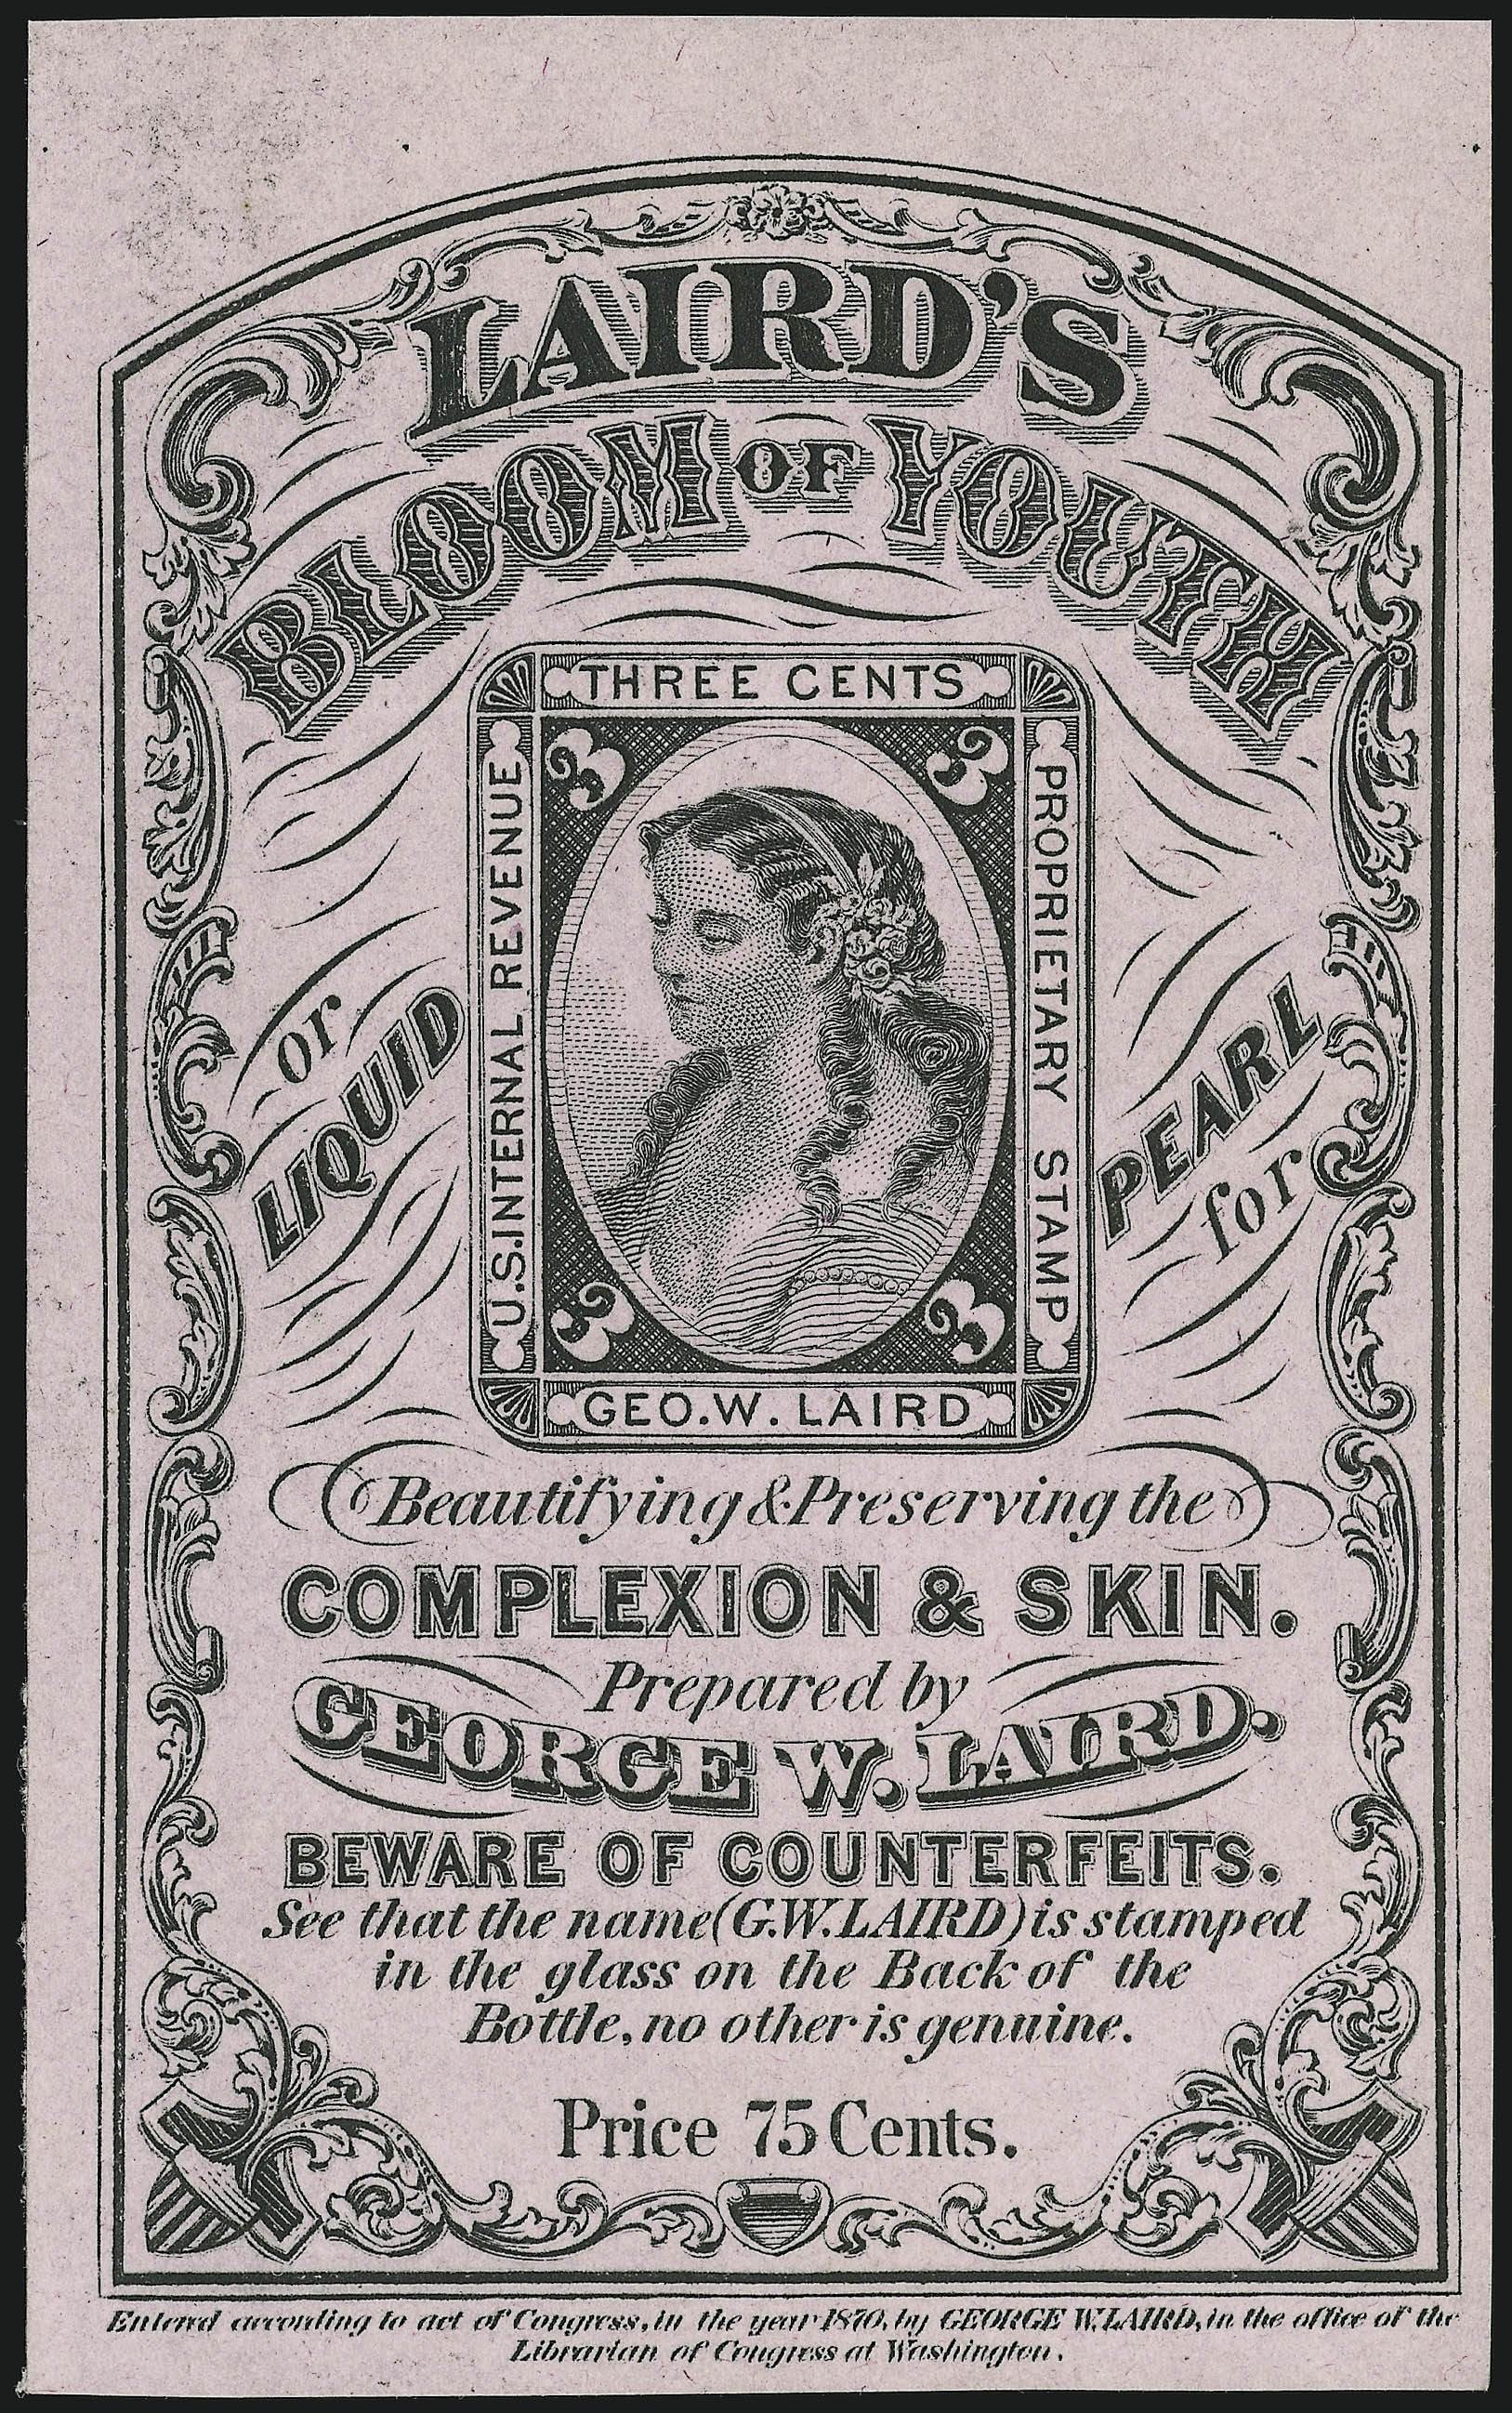 LAIRD'S
BLOOM OF YOUTH
THREE CENTS
3 3
U.S. INTERNAL REVENUE
PROPRIETARY STAMP
or
LIQUID
PEARL
for
3 3
GEO. W. LAIRD
Beautifying & Preserving the
COMPLEXION & SKIN.
Prepared by
GEORGE W. LAIRD.
BEWARE OF COUNTERFEITS.
See that the name (G.W. LAIRD) is stamped
in the glass on the Back of the
Bottle, no other is genuine.
Price 75 Cents.
Entered according to act of Congress, in the year 1870, by GEORGE W. LAIRD, in the office of the
Librarian of Congress at Washington.